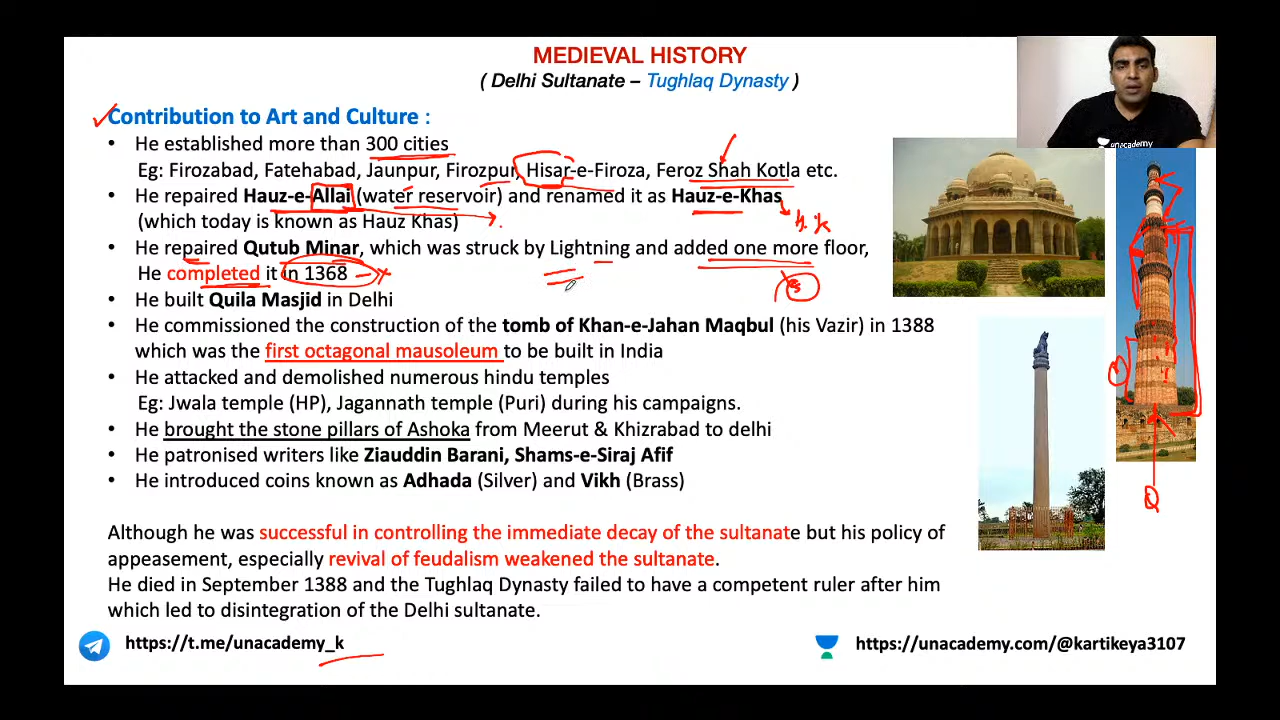 MEDIEVAL HISTORY
( Delhi Sultanate – Tughlaq Dynasty )
Contribution to Art and Culture :
• He established more than 300 cities
Eg: Firozabad, Fatehabad, Jaunpur, Firozpur, Hisar-e-Firoza, Feroz Shah Kotla etc.
• He repaired Hauz-e-Allai (water reservoir) and renamed it as Hauz-e-Khas
(which today is known as Hauz Khas)
H.K
• He repaired Qutub Minar, which was struck by Lightning and added one more floor,
He completed it in 1368
5
• He built Quila Masjid in Delhi
• He commissioned the construction of the tomb of Khan-e-Jahan Maqbul (his Vazir) in 1388
which was the first octagonal mausoleum to be built in India
• He attacked and demolished numerous hindu temples
Eg: Jwala temple (HP), Jagannath temple (Puri) during his campaigns.
• He brought the stone pillars of Ashoka from Meerut & Khizrabad to delhi
• He patronised writers like Ziauddin Barani, Shams-e-Siraj Afif
• He introduced coins known as Adhada (Silver) and Vikh (Brass)
Q
Although he was successful in controlling the immediate decay of the sultanate but his policy of
appeasement, especially revival of feudalism weakened the sultanate.
He died in September 1388 and the Tughlaq Dynasty failed to have a competent ruler after him
which led to disintegration of the Delhi sultanate.
https://t.me/unacademy_k
https://unacademy.com/@kartikeya3107